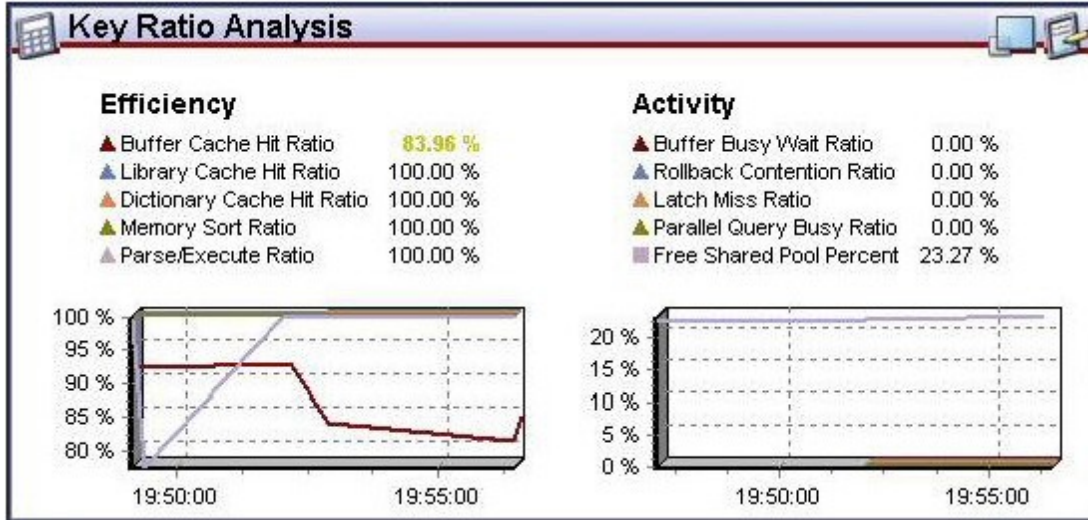 Key Ratio Analysis
Efficiency
Buffer Cache Hit Ratio 83.96 %
Library Cache Hit Ratio 100.00 %
Dictionary Cache Hit Ratio 100.00 %
Memory Sort Ratio 100.00 %
Parse/Execute Ratio 100.00 %
100 %
95 %
90 %
85 %
80 %
19:50:00 19:55:00
Activity
Buffer Busy Wait Ratio 0.00 %
Rollback Contention Ratio 0.00 %
Latch Miss Ratio 0.00 %
Parallel Query Busy Ratio 0.00 %
Free Shared Pool Percent 23.27 %
20 %
15 %
10 %
5 %
0 %
19:50:00 19:55:00